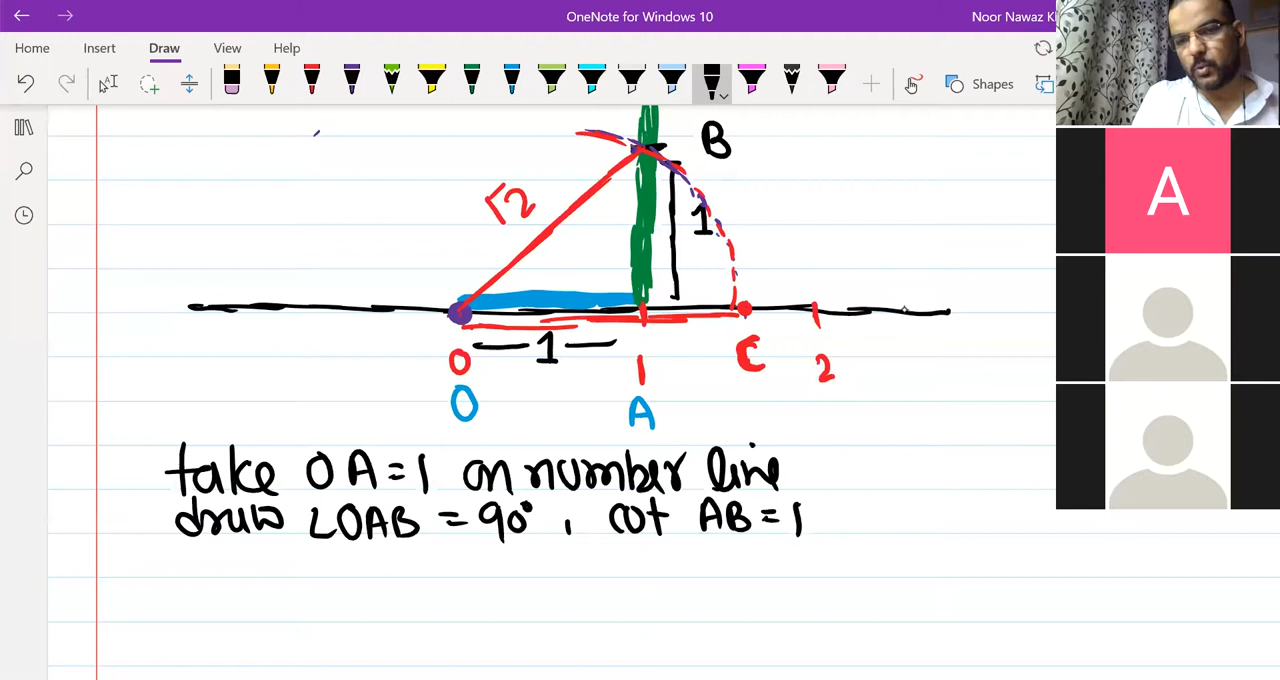 OneNote for Windows 10
Noor Nawaz Kh
Home Insert Draw View Help
Shapes
B
√2
1
1
0 1 C 2
O A
A
take OA=1 on number line
draw ∠OAB = 90°, cut AB=1